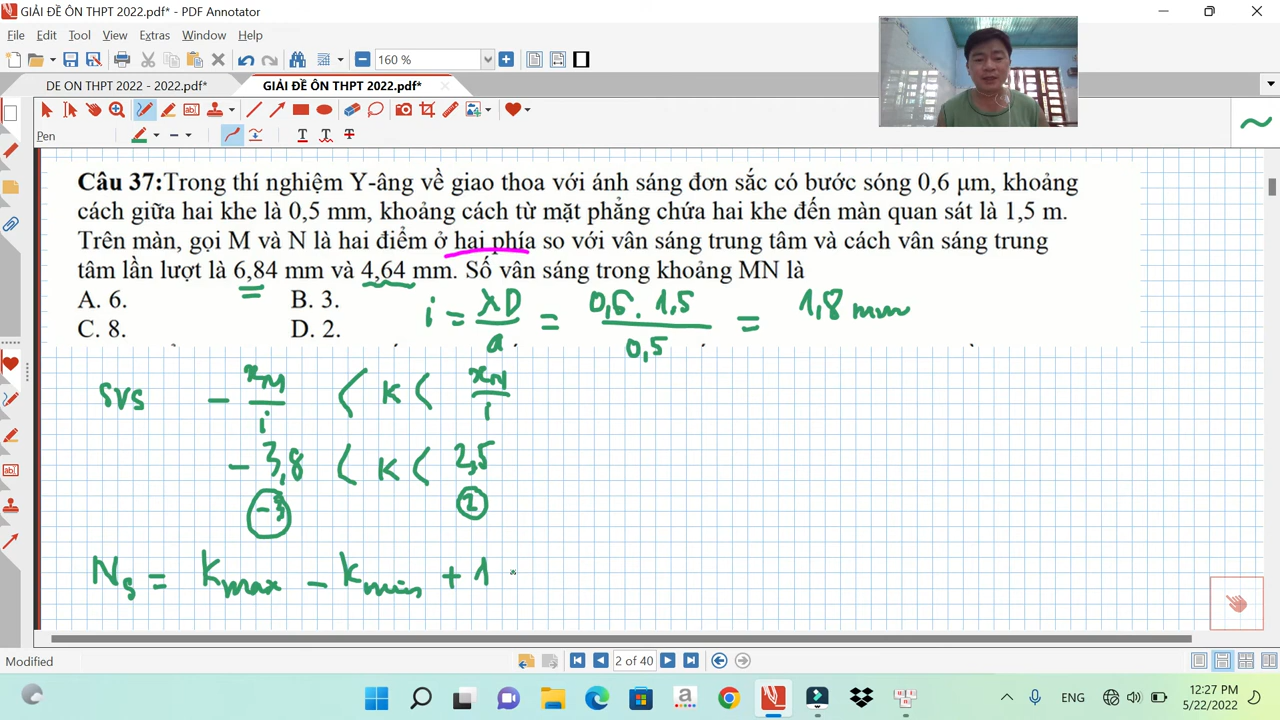 GIẢI ĐỀ ÔN THPT 2022.pdf* - PDF Annotator
File Edit Tool View Extras Window Help
160 %
DE ON THPT 2022 - 2022.pdf*
GIẢI ĐỀ ÔN THPT 2022.pdf*
Pen
Câu 37:Trong thí nghiệm Y-âng về giao thoa với ánh sáng đơn sắc có bước sóng 0,6 μm, khoảng
cách giữa hai khe là 0,5 mm, khoảng cách từ mặt phẳng chứa hai khe đến màn quan sát là 1,5 m.
Trên màn, gọi M và N là hai điểm ở hai phía so với vân sáng trung tâm và cách vân sáng trung
tâm lần lượt là 6,84 mm và 4,64 mm. Số vân sáng trong khoảng MN là
A. 6. B. 3.
C. 8. D. 2.
i = λD/a = 0,6. 1,5/0,5 = 1,8 mm
SVS - xM/i < K < xN/i
- 3,8 < K < 2,5
-3 2
Ns = Kmax - Kmin + 1
Modified
2 of 40
ENG
12:27 PM
5/22/2022